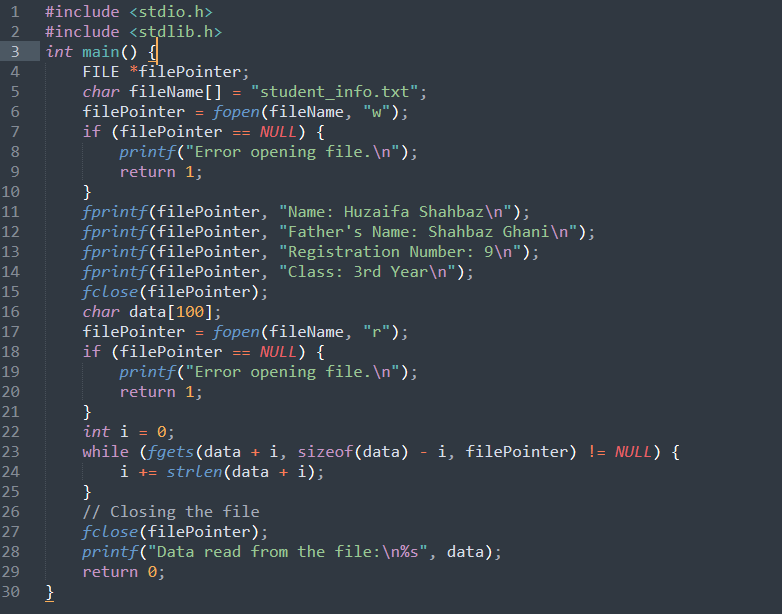 1 #include <stdio.h>
2 #include <stdlib.h>
3 int main() {
4     FILE *filePointer;
5     char fileName[] = "student_info.txt";
6     filePointer = fopen(fileName, "w");
7     if (filePointer == NULL) {
8         printf("Error opening file.\n");
9         return 1;
10     }
11     fprintf(filePointer, "Name: Huzaifa Shahbaz\n");
12     fprintf(filePointer, "Father's Name: Shahbaz Ghani\n");
13     fprintf(filePointer, "Registration Number: 9\n");
14     fprintf(filePointer, "Class: 3rd Year\n");
15     fclose(filePointer);
16     char data[100];
17     filePointer = fopen(fileName, "r");
18     if (filePointer == NULL) {
19         printf("Error opening file.\n");
20         return 1;
21     }
22     int i = 0;
23     while (fgets(data + i, sizeof(data) - i, filePointer) != NULL) {
24         i += strlen(data + i);
25     }
26     // Closing the file
27     fclose(filePointer);
28     printf("Data read from the file:\n%s", data);
29     return 0;
30 }